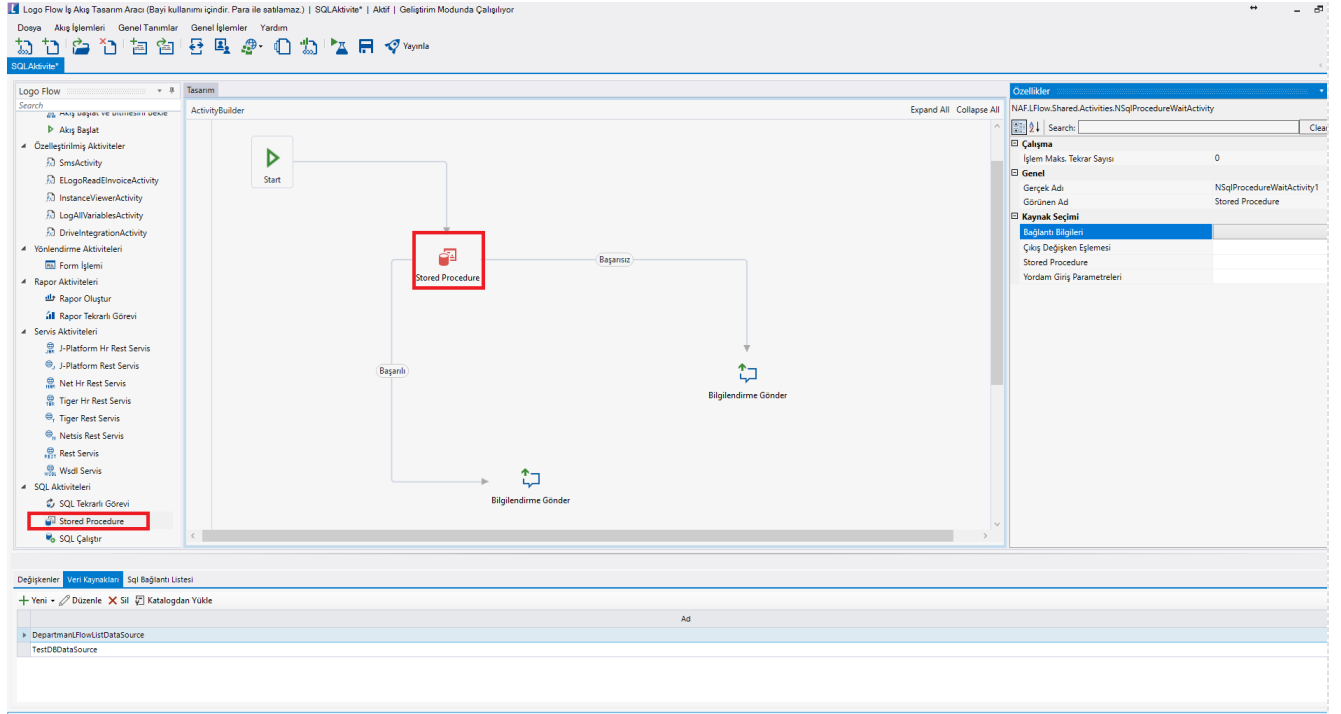 Logo Flow İş Akış Tasarım Aracı (Bayi kullanımı içindir. Para ile satılamaz.) | SQLAktivite* | Aktif | Geliştirim Modunda Çalışılıyor
Dosya Akış İşlemleri Genel Tanımlar Genel İşlemler Yardım
Yayınla
SQLAktivite*
Logo Flow
Search
Akış Başlat ve Bitmesini Bekle
Akış Başlat
Özelleştirilmiş Aktiviteler
SmsActivity
ELogoReadEInvoiceActivity
InstanceViewerActivity
LogAllVariablesActivity
DriveIntegrationActivity
Yönlendirme Aktiviteleri
Form İşlemi
Rapor Aktiviteleri
Rapor Oluştur
Rapor Tekrarlı Görevi
Servis Aktiviteleri
J-Platform Hr Rest Servis
J-Platform Rest Servis
Net Hr Rest Servis
Tiger Hr Rest Servis
Tiger Rest Servis
Netsis Rest Servis
Rest Servis
Wsdl Servis
SQL Aktiviteleri
SQL Tekrarlı Görevi
Stored Procedure
SQL Çalıştır
Tasarım
ActivityBuilder
Expand All Collapse All
Start
Stored Procedure
Başarısız
Başarılı
Bilgilendirme Gönder
Bilgilendirme Gönder
Özellikler
NAF.LFlow.Shared.Activities.NSqlProcedureWaitActivity
Search: Clear
Çalışma
İşlem Maks. Tekrar Sayısı 0
Genel
Gerçek Adı NSqlProcedureWaitActivity1
Görünen Ad Stored Procedure
Kaynak Seçimi
Bağlantı Bilgileri
Çıkış Değişken Eşlemesi
Stored Procedure
Yordam Giriş Parametreleri
Değişkenler Veri Kaynakları Sql Bağlantı Listesi
Yeni Düzenle Sil Katalogdan Yükle
Ad
DepartmanLFlowListDataSource
TestDBDataSource